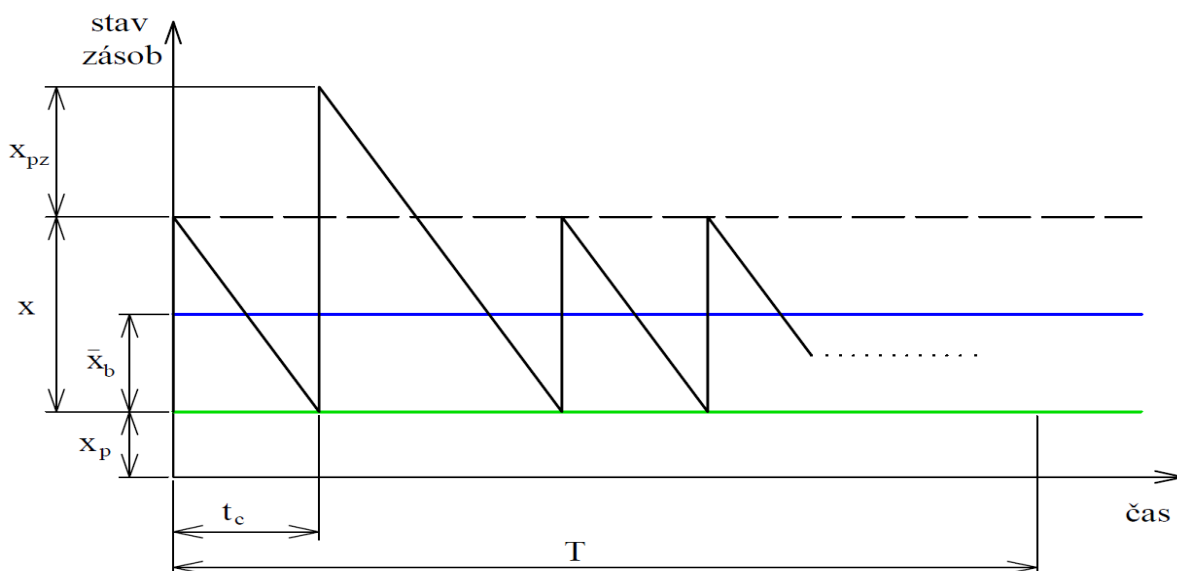 stav
zásob
x_pz
x
x̄_b
x_p
t_c
čas
T